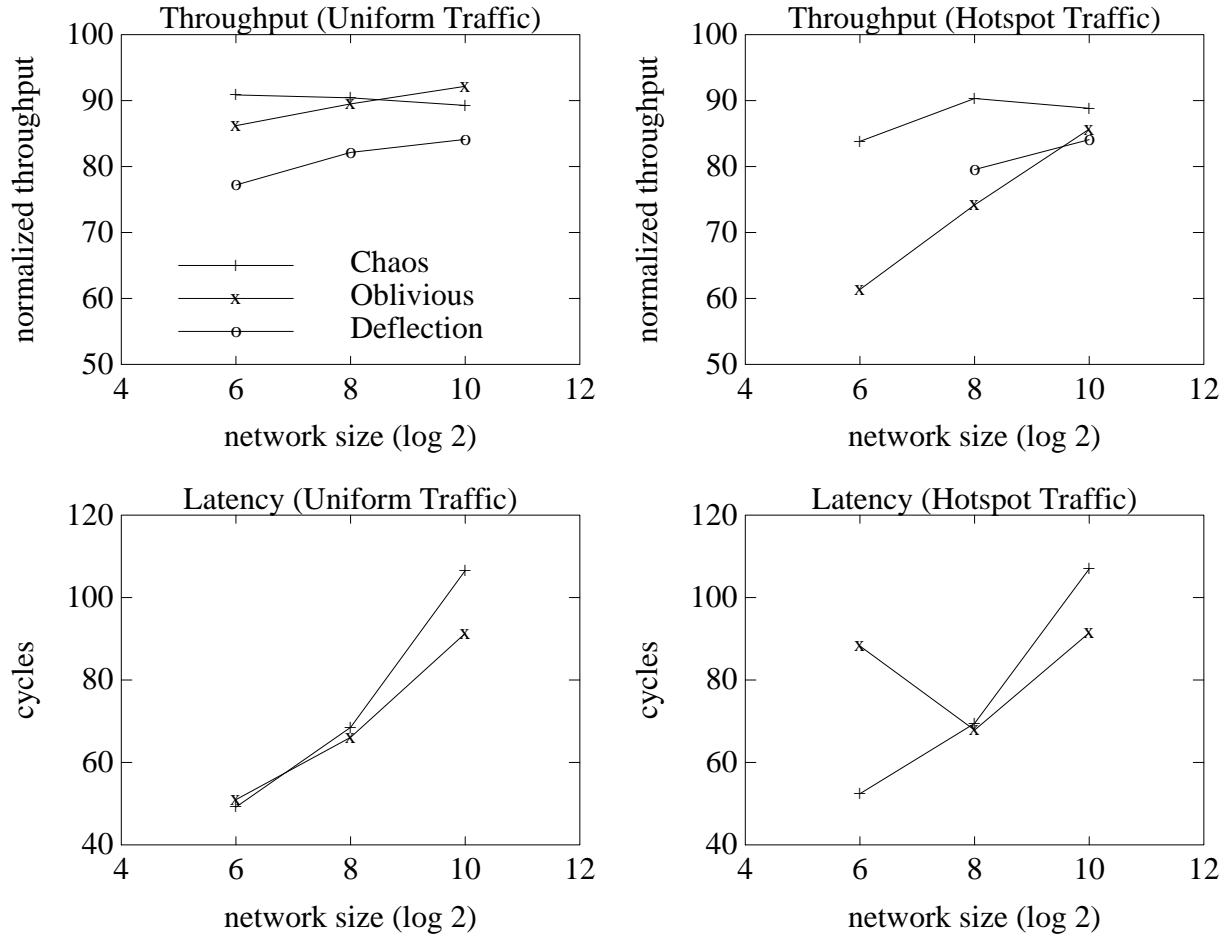 Throughput (Uniform Traffic)
normalized throughput
100
90
80
70
60
50
Chaos
Oblivious
Deflection
4 6 8 10 12
network size (log 2)
Throughput (Hotspot Traffic)
normalized throughput
100
90
80
70
60
50
4 6 8 10 12
network size (log 2)
Latency (Uniform Traffic)
cycles
120
100
80
60
40
4 6 8 10 12
network size (log 2)
Latency (Hotspot Traffic)
cycles
120
100
80
60
40
4 6 8 10 12
network size (log 2)